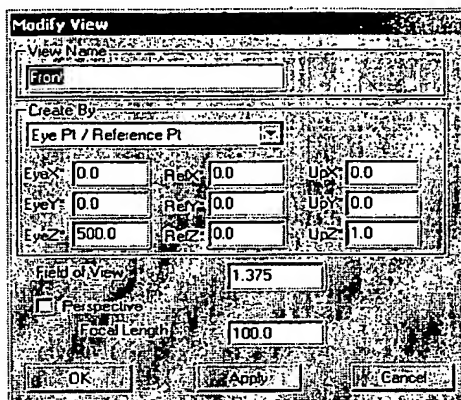 Modify View
View Name
Front
Create By
Eye Pt / Reference Pt
EyeX: 0.0 RefX: 0.0 UpX: 0.0
EyeY: 0.0 RefY: 0.0 UpY: 0.0
EyeZ: 500.0 RefZ: 0.0 UpZ: 1.0
Field of View 1.375
Perspective
Focal Length 100.0
OK Apply Cancel